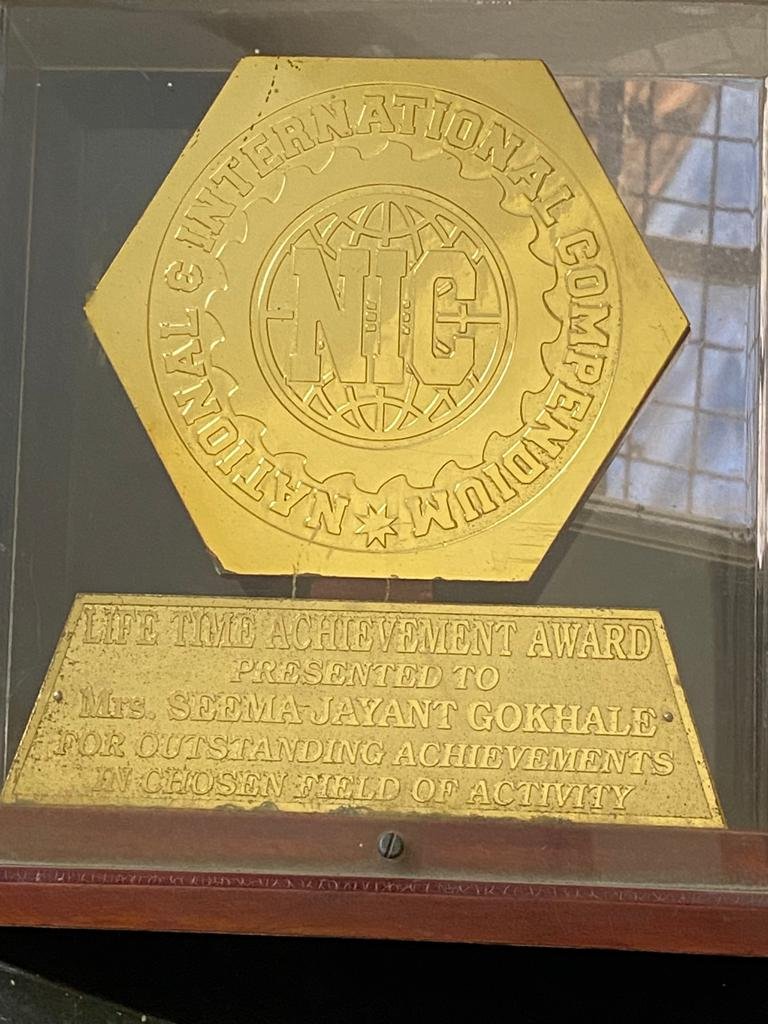 NATIONAL & INTERNATIONAL COMPENDIUM
NIC
LIFE TIME ACHIEVEMENT AWARD
PRESENTED TO
Mrs. SEEMA JAYANT GOKHALE
FOR OUTSTANDING ACHIEVEMENTS
IN CHOSEN FIELD OF ACTIVITY